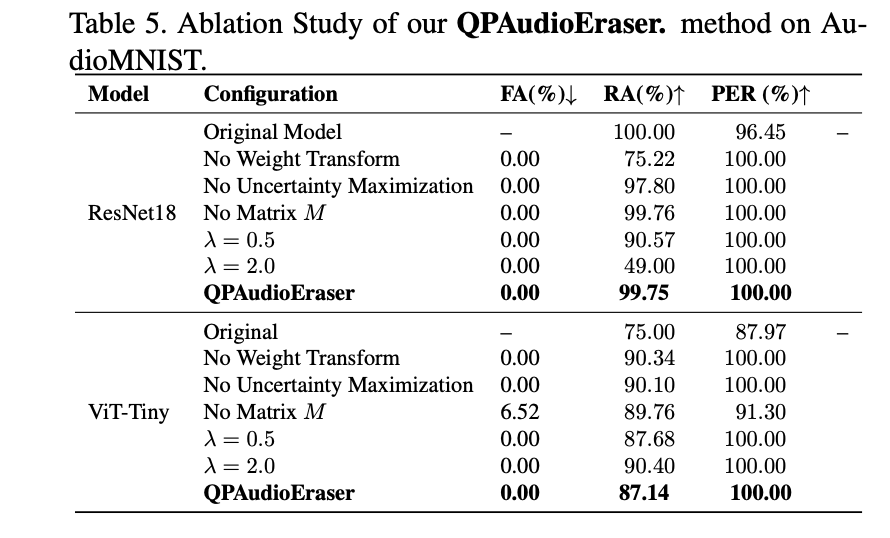 Table 5. Ablation Study of our QPAudioEraser. method on Au-
dioMNIST.
Model Configuration FA(%)↓ RA(%)↑ PER (%)↑
Original Model – 100.00 96.45 –
No Weight Transform 0.00 75.22 100.00
No Uncertainty Maximization 0.00 97.80 100.00
ResNet18 No Matrix M 0.00 99.76 100.00
λ = 0.5 0.00 90.57 100.00
λ = 2.0 0.00 49.00 100.00
QPAudioEraser 0.00 99.75 100.00
Original – 75.00 87.97 –
No Weight Transform 0.00 90.34 100.00
No Uncertainty Maximization 0.00 90.10 100.00
ViT-Tiny No Matrix M 6.52 89.76 91.30
λ = 0.5 0.00 87.68 100.00
λ = 2.0 0.00 90.40 100.00
QPAudioEraser 0.00 87.14 100.00